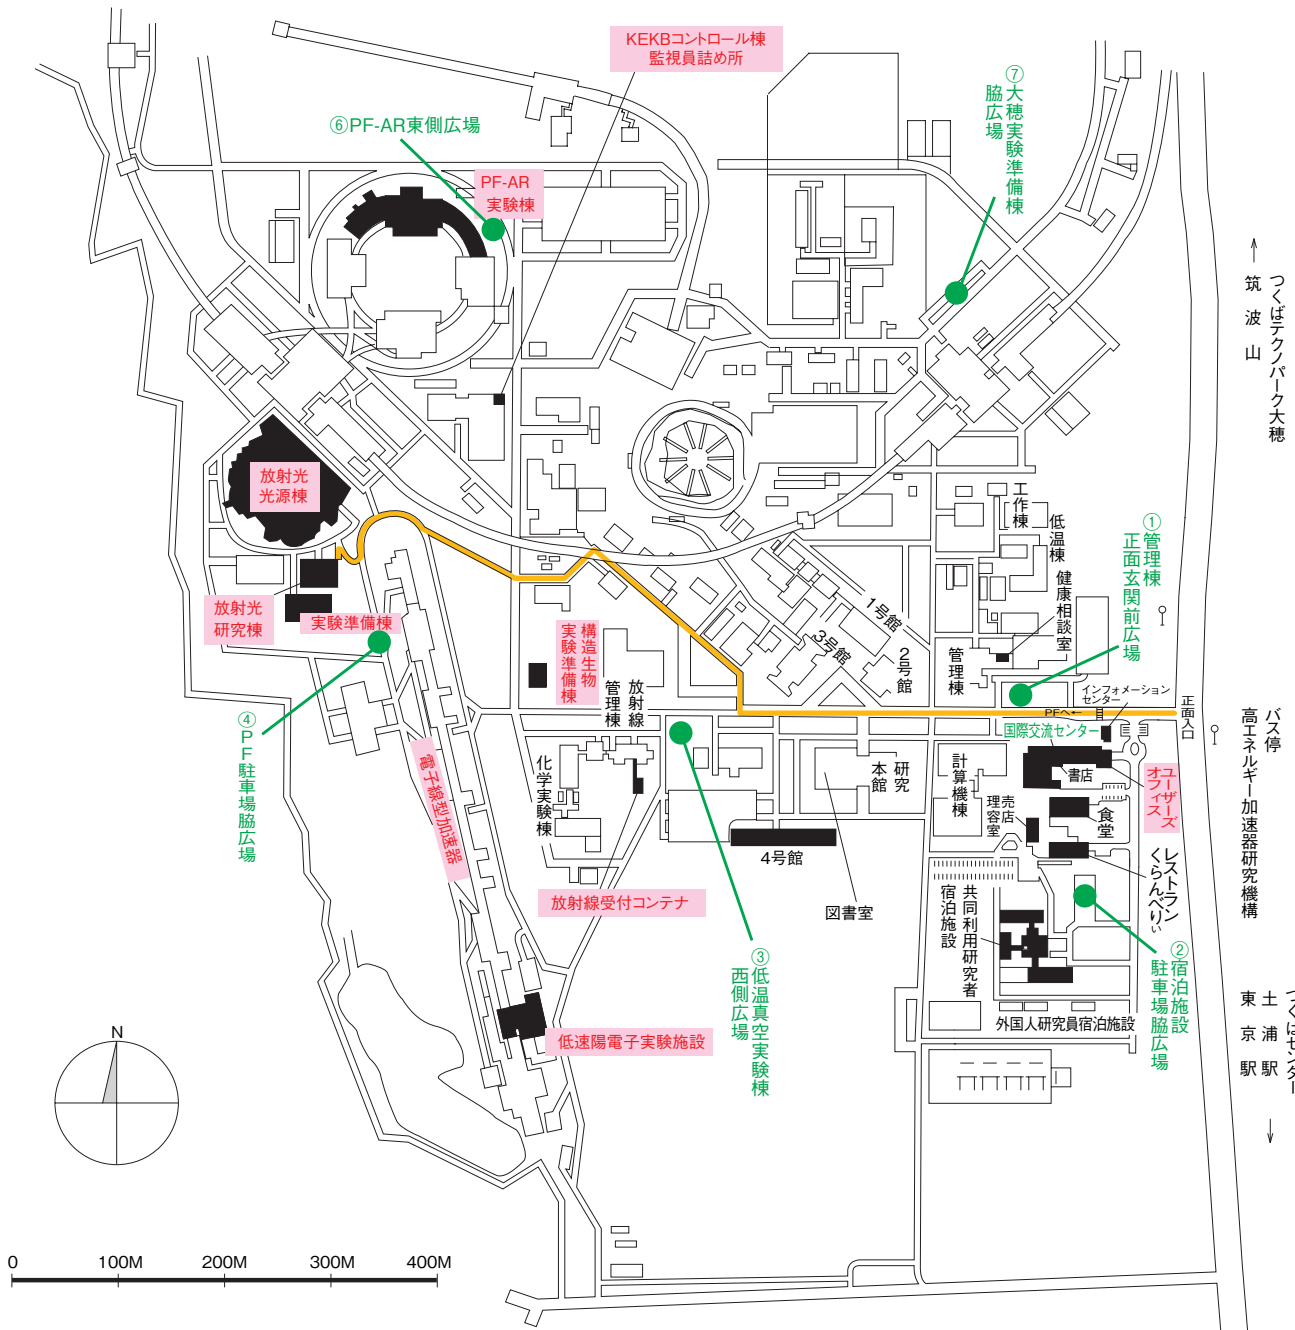 KEKBコントロール棟
監視員詰め所
⑥PF-AR東側広場
⑦大穂実験準備棟
脇広場
PF-AR
実験棟
つくばテクノパーク大穂
筑波山
放射光
光源棟
工作棟
低温棟
健康相談室
①管理棟
正面玄関前広場
1号館
2号館
3号館
管理棟
放射光
研究棟
実験準備棟
構造生物
実験準備棟
放射線
管理棟
インフォメーション
センター
PFへ←
正面入口
国際交流センター
書店
ユーザーズ
オフィス
バス停
高エネルギー加速器研究機構
④PF駐車場脇広場
電子線型加速器
化学実験棟
研究
本館
計算機棟
売店
理容室
食堂
4号館
レストラン
くらんべりぃ
放射線受付コンテナ
図書室
共同利用研究者
宿泊施設
②宿泊施設
駐車場脇広場
③低温真空実験棟
西側広場
外国人研究員宿泊施設
低速陽電子実験施設
つくばセンター
土浦駅
東京駅
N
0 100M 200M 300M 400M